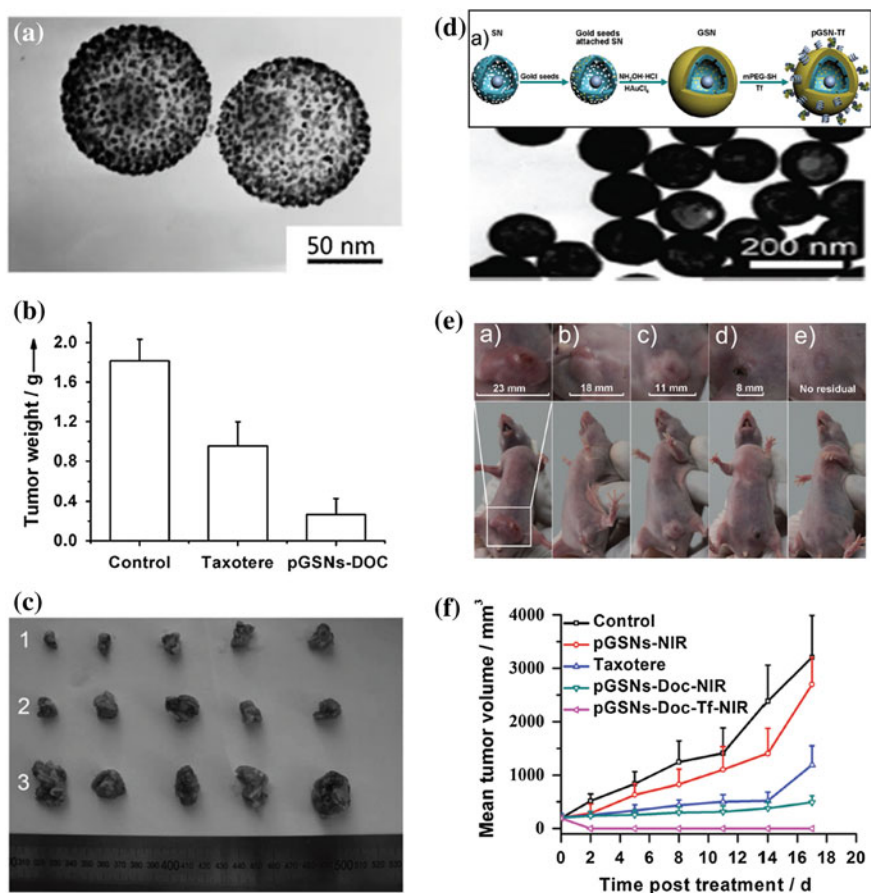 (a)
50 nm
(b)
Tumor weight / g
2.0
1.6
1.2
0.8
0.4
0.0
Control Taxotere pGSNs-DOC
(c)
1
2
3
(d)
a)
SN
Gold seeds
Gold seeds
attached SN
NH₂OH·HCl
HAuCl₄
GSN
mPEG-SH
Tf
pGSN-Tf
200 nm
(e)
a) b) c) d) e)
23 mm 18 mm 11 mm 8 mm No residual
(f)
Mean tumor volume / mm³
4000
3000
2000
1000
0
Control
pGSNs-NIR
Taxotere
pGSNs-Doc-NIR
pGSNs-Doc-Tf-NIR
0 2 4 6 8 10 12 14 16 18
Time post treatment / d